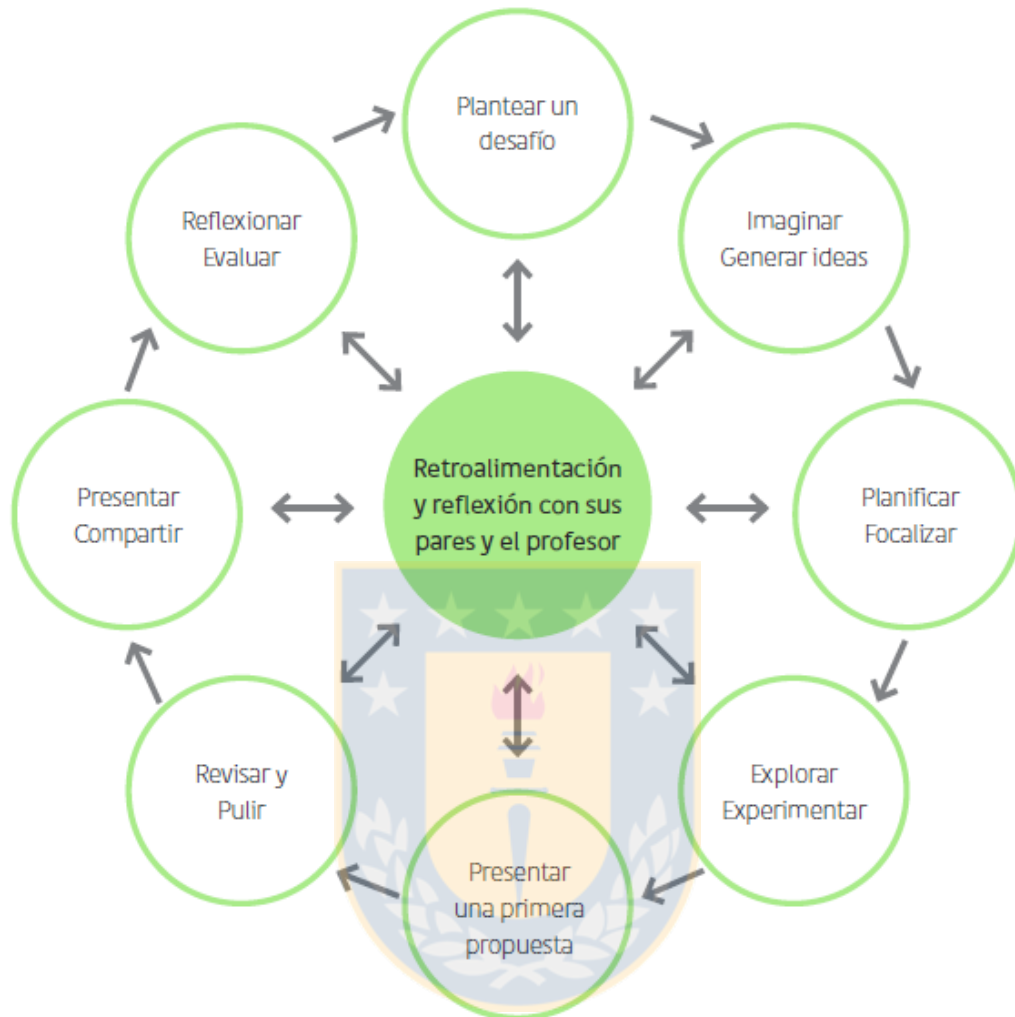 Plantear un
desafío
Imaginar
Generar ideas
Planificar
Focalizar
Explorar
Experimentar
Presentar
una primera
propuesta
Revisar y
Pulir
Presentar
Compartir
Reflexionar
Evaluar
Retroalimentación
y reflexión con sus
pares y el profesor